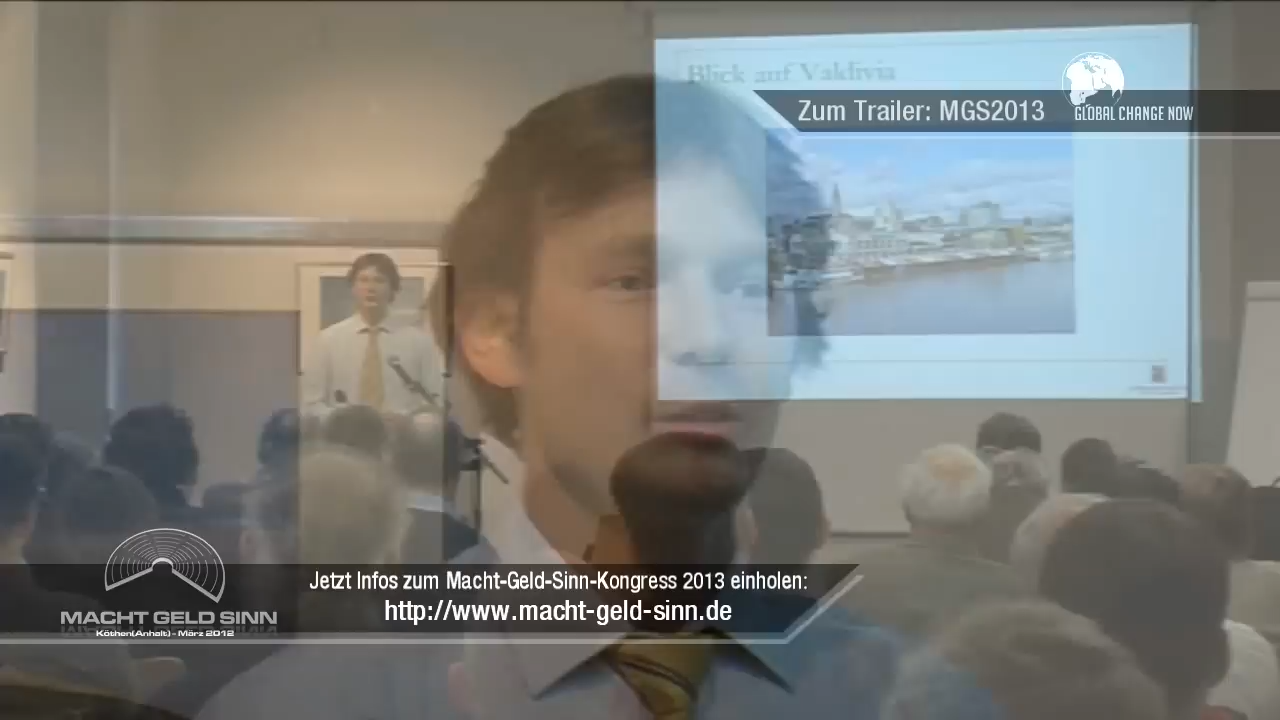 Blick auf Valdivia
Zum Trailer: MGS2013
GLOBAL CHANGE NOW
Jetzt Infos zum Macht-Geld-Sinn-Kongress 2013 einholen:
http://www.macht-geld-sinn.de
MACHT GELD SINN
Köthen(Anhalt) - März 2012